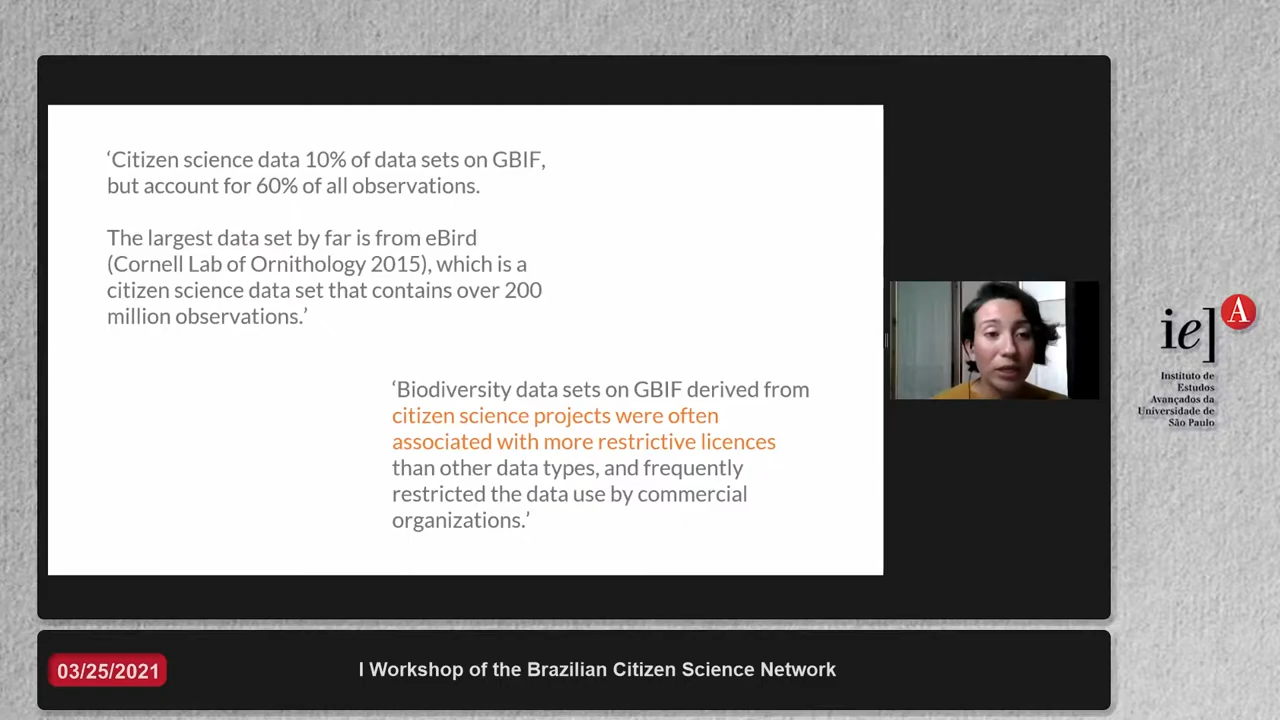 ‘Citizen science data 10% of data sets on GBIF,
but account for 60% of all observations.
The largest data set by far is from eBird
(Cornell Lab of Ornithology 2015), which is a
citizen science data set that contains over 200
million observations.’
‘Biodiversity data sets on GBIF derived from
citizen science projects were often
associated with more restrictive licences
than other data types, and frequently
restricted the data use by commercial
organizations.’
ie]A
Instituto de
Estudos
Avançados da
Universidade de
São Paulo
03/25/2021
I Workshop of the Brazilian Citizen Science Network